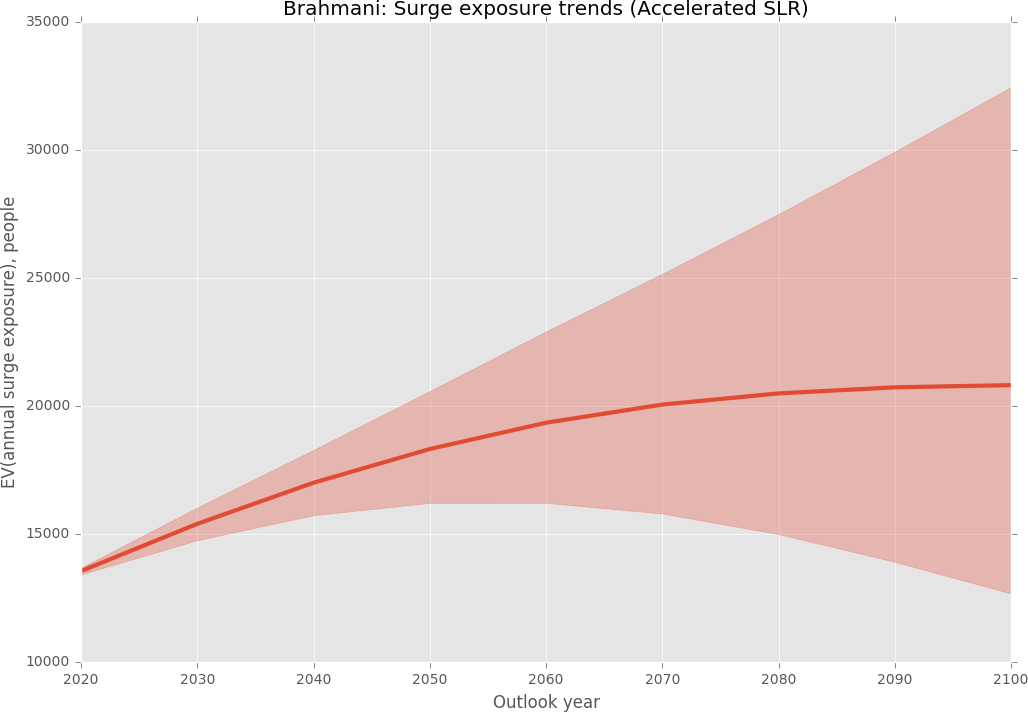 Brahmani: Surge exposure trends (Accelerated SLR)
35000
30000
25000
20000
15000
10000
EV(annual surge exposure), people
2020 2030 2040 2050 2060 2070 2080 2090 2100
Outlook year